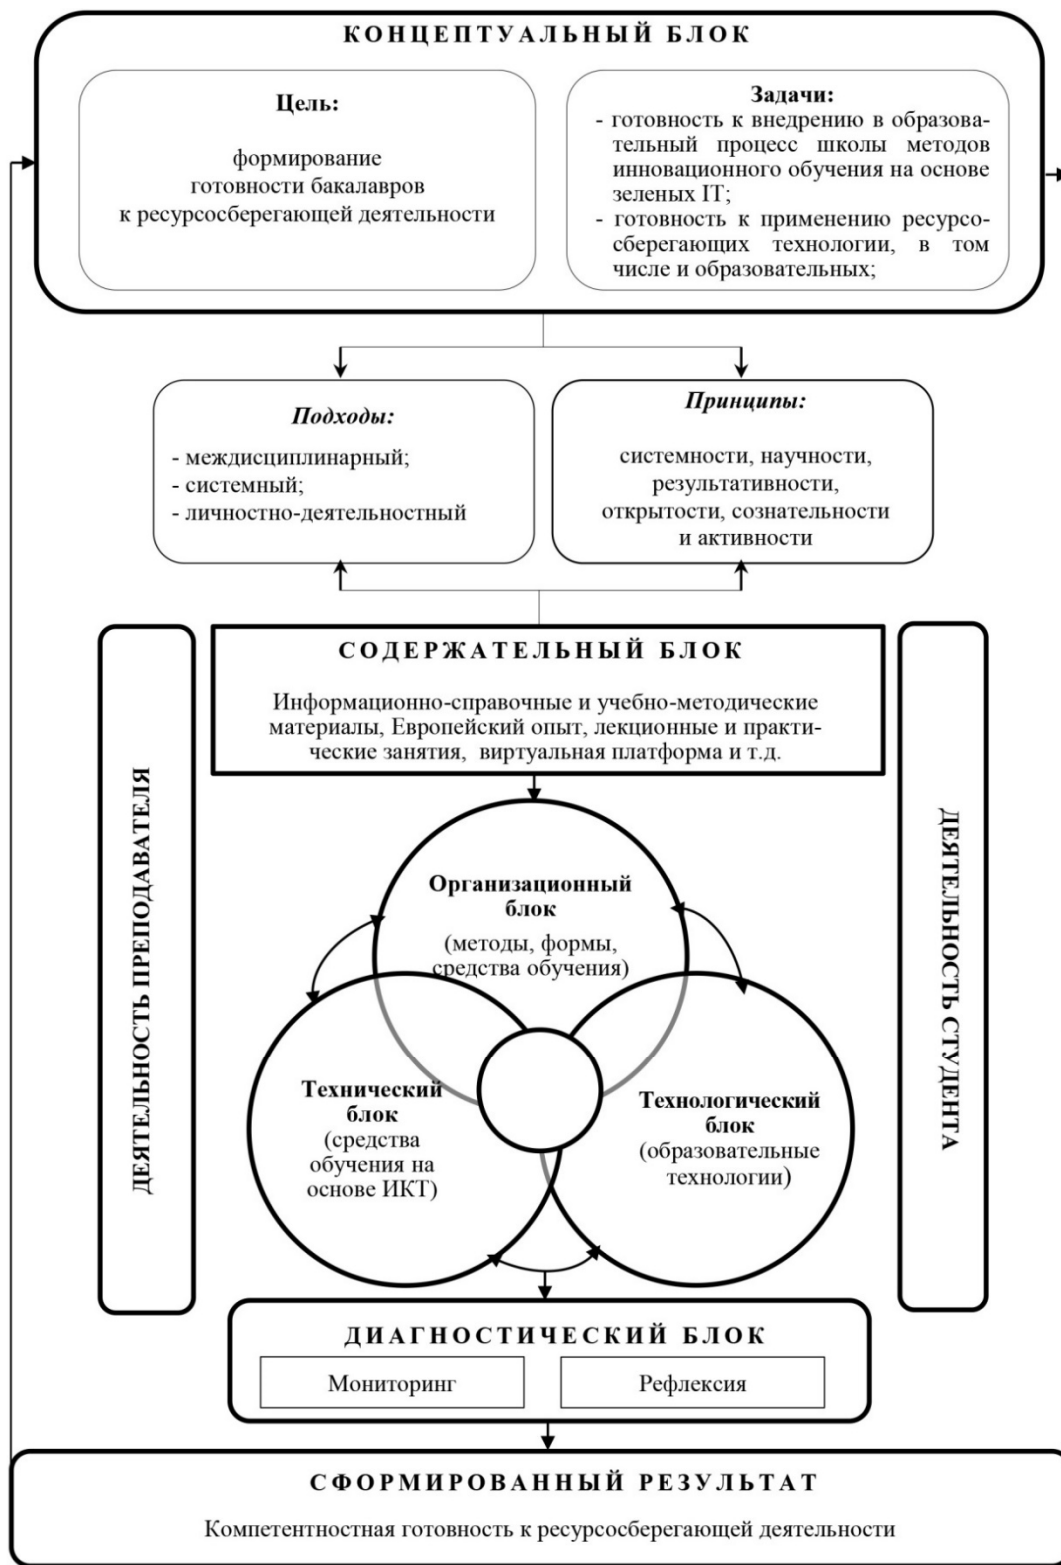 КОНЦЕПТУАЛЬНЫЙ БЛОК
Цель:
формирование
готовности бакалавров
к ресурсосберегающей деятельности
Задачи:
- готовность к внедрению в образова-
тельный процесс школы методов
инновационного обучения на основе
зеленых IT;
- готовность к применению ресурсо-
сберегающих технологии, в том
числе и образовательных;
Подходы:
- междисциплинарный;
- системный;
- личностно-деятельностный
Принципы:
системности, научности,
результативности,
открытости, сознательности
и активности
ДЕЯТЕЛЬНОСТЬ ПРЕПОДАВАТЕЛЯ
СОДЕРЖАТЕЛЬНЫЙ БЛОК
Информационно-справочные и учебно-методические
материалы, Европейский опыт, лекционные и практи-
ческие занятия, виртуальная платформа и т.д.
ДЕЯТЕЛЬНОСТЬ СТУДЕНТА
Организационный
блок
(методы, формы,
средства обучения)
Технический
блок
(средства
обучения на
основе ИКТ)
Технологический
блок
(образовательные
технологии)
ДИАГНОСТИЧЕСКИЙ БЛОК
Мониторинг
Рефлексия
СФОРМИРОВАННЫЙ РЕЗУЛЬТАТ
Компетентностная готовность к ресурсосберегающей деятельности